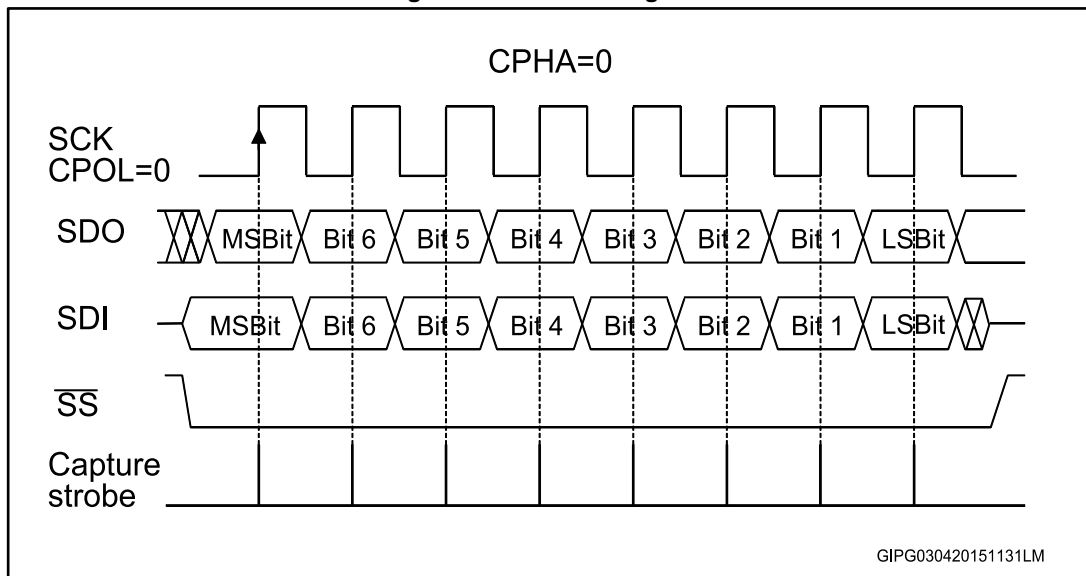 CPHA=0
SCK
CPOL=0
SDO MSBit Bit 6 Bit 5 Bit 4 Bit 3 Bit 2 Bit 1 LSBit
SDI MSBit Bit 6 Bit 5 Bit 4 Bit 3 Bit 2 Bit 1 LSBit
SS
Capture
strobe
GIPG030420151131LM